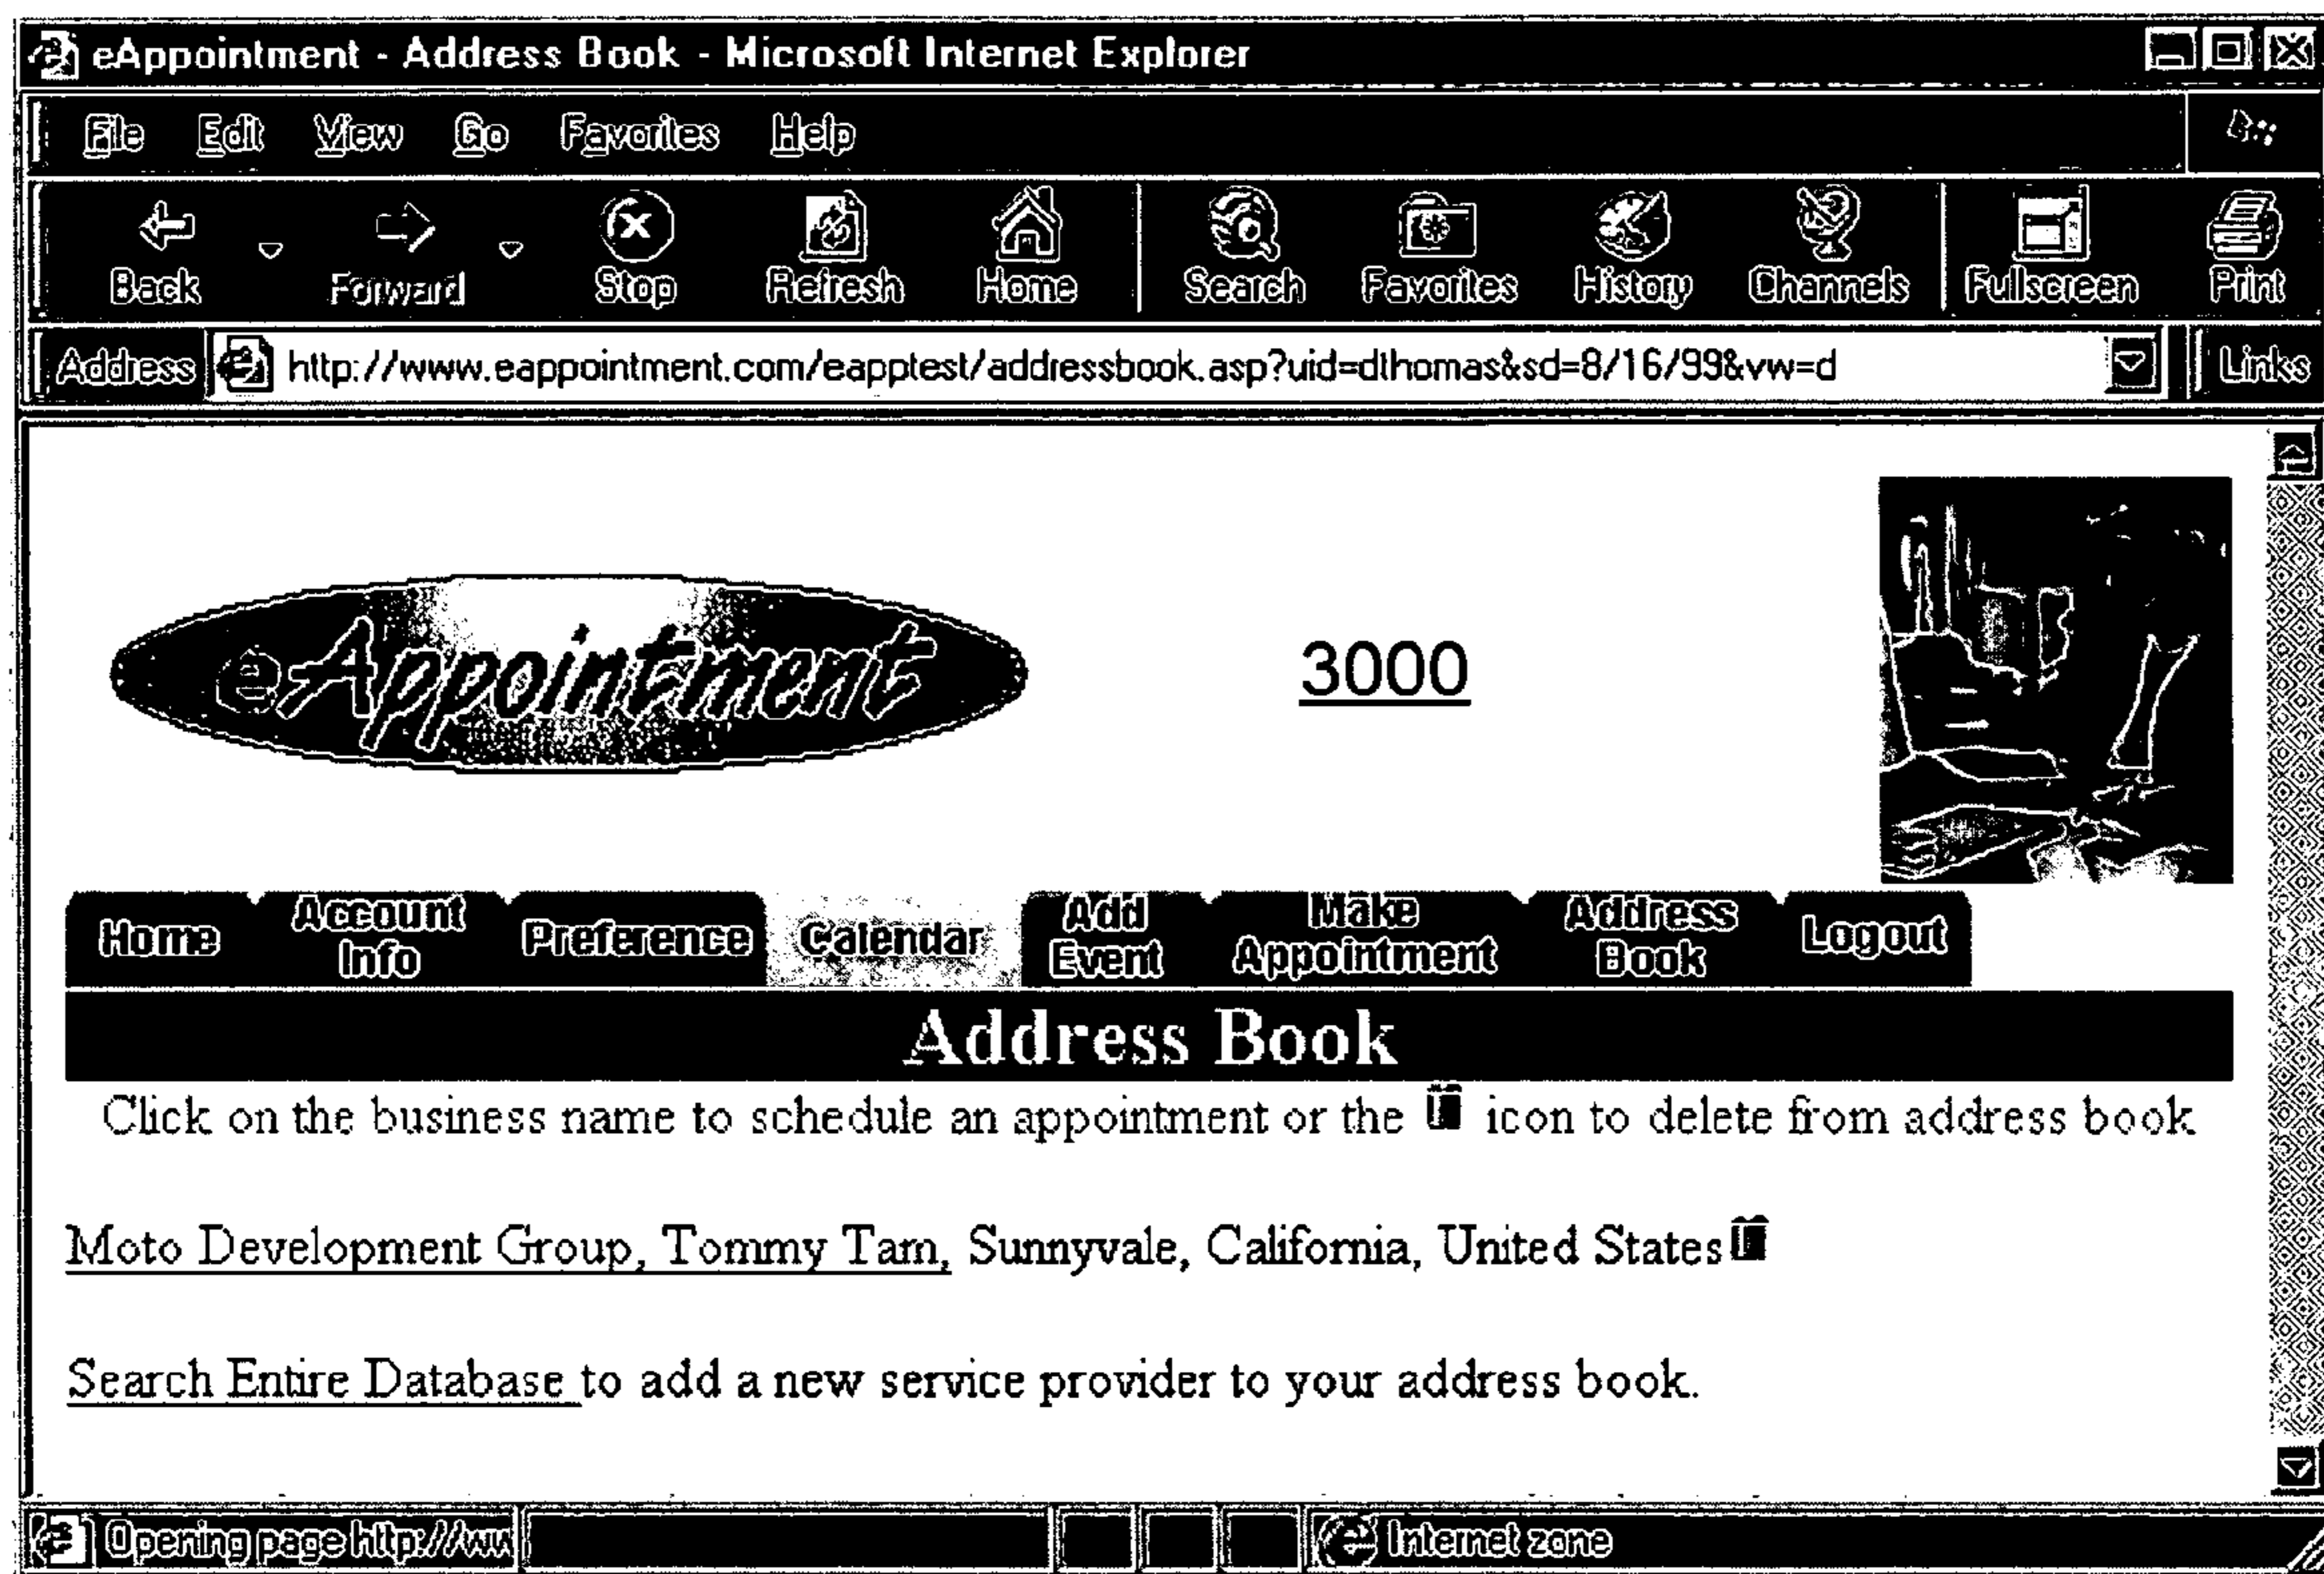 eAppointment - Address Book - Microsoft Internet Explorer
File Edit View Go Favorites Help
Back Forward Stop Refresh Home Search Favorites History Channels Fullscreen Print
Address http://www.eappointment.com/eapptest/addressbook.asp?uid=dthomas&sd=8/16/99&vw=d Links
eAppointment
3000
Home Account Info Preference Calendar Add Event Make Appointment Address Book Logout
Address Book
Click on the business name to schedule an appointment or the icon to delete from address book
Moto Development Group, Tommy Tam, Sunnyvale, California, United States
Search Entire Database to add a new service provider to your address book.
Opening page http://ww Internet zone